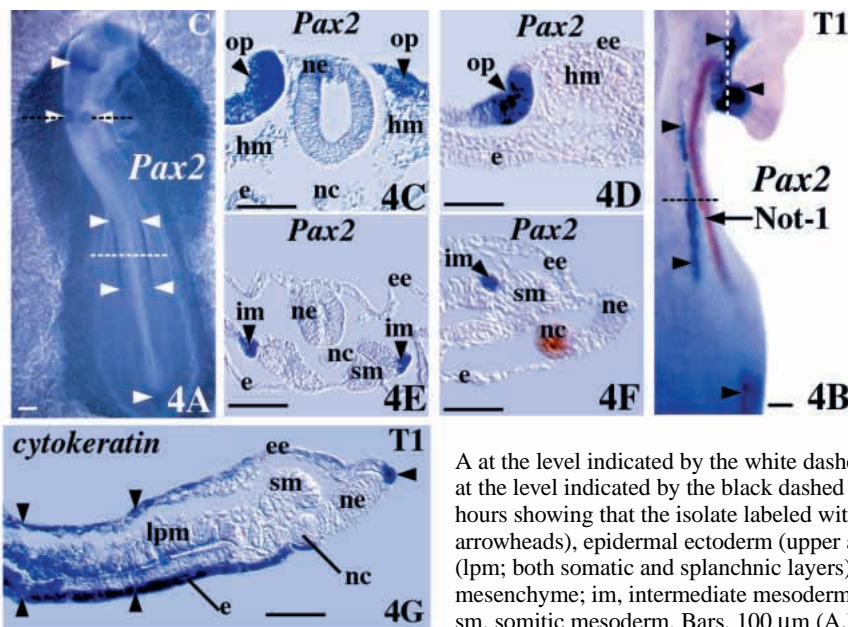 C
Pax2
4A
Pax2
op
ne
op
hm
hm
e
nc
4C
Pax2
ee
op
hm
e
4D
T1
Pax2
Not-1
4B
Pax2
ee
im
ne
im
nc
e
sm
4E
Pax2
im
ee
sm
ne
nc
e
4F
cytokeratin
T1
ee
sm
ne
lpm
nc
e
4G
A at the level indicated by the white dashe
at the level indicated by the black dashed
hours showing that the isolate labeled wit
arrowheads), epidermal ectoderm (upper a
(lpm; both somatic and splanchnic layers)
mesenchyme; im, intermediate mesoderm
sm, somitic mesoderm. Bars, 100 µm (A,